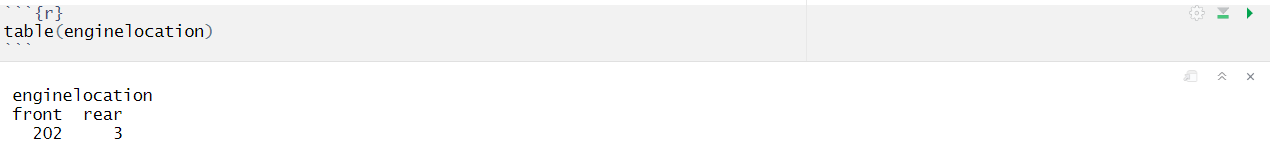 ```{r}
table(enginelocation)
```
enginelocation
front  rear
  202     3